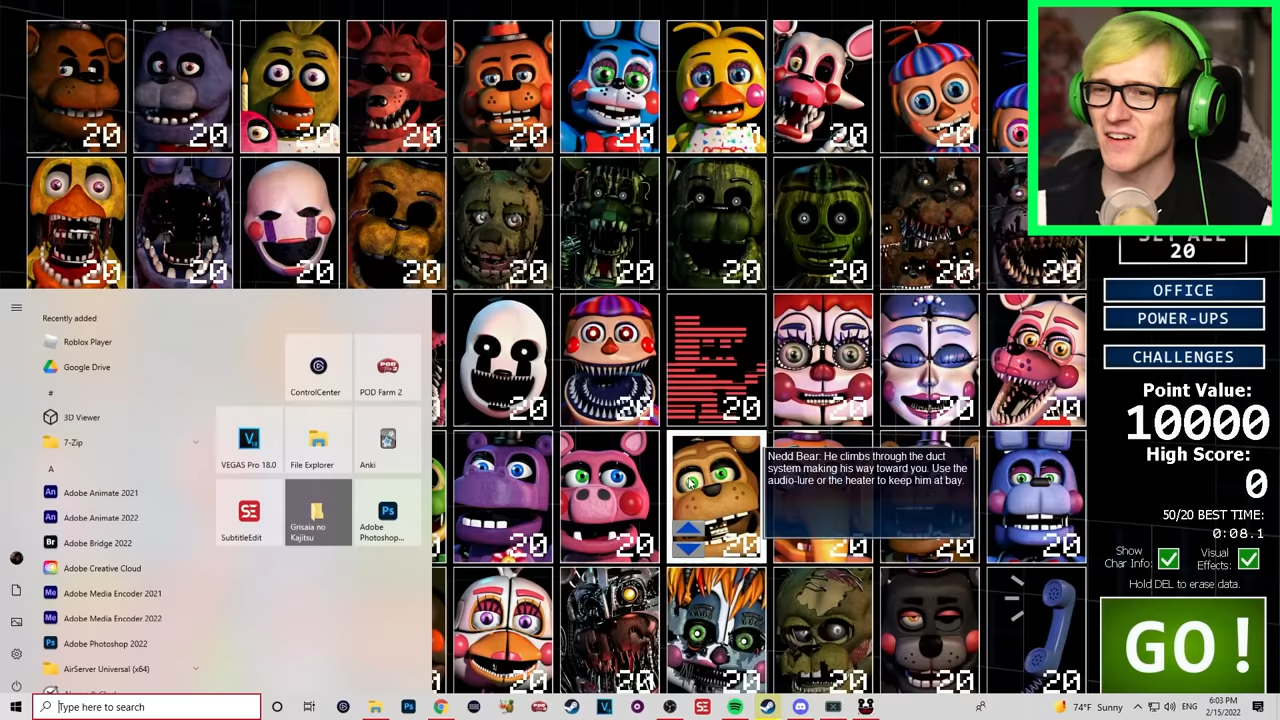 20 20 20 20 20 20 20 20 20
20 20 20 20 20 20 20 20 20 20
SET ALL
20
OFFICE
POWER-UPS
CHALLENGES
Point Value:
10000
High Score:
0
50/20 BEST TIME:
0:08.1
Show
Char Info:
Visual
Effects:
Hold DEL to erase data.
GO!
20 20 20 20 20 20
20 20 20 20 20 20
20 20 20 20 20
Nedd Bear: He climbs through the duct
system making his way toward you. Use the
audio-lure or the heater to keep him at bay.
Recently added
Roblox Player
Google Drive
#
3D Viewer
7-Zip
A
Adobe Animate 2021
Adobe Animate 2022
Adobe Bridge 2022
Adobe Creative Cloud
Adobe Media Encoder 2021
Adobe Media Encoder 2022
Adobe Photoshop 2022
AirServer Universal (x64)
ControlCenter
POD Farm 2
VEGAS Pro 18.0
File Explorer
Anki
SubtitleEdit
Grisaia no
Kajitsu
Adobe
Photoshop...
Type here to search
74°F Sunny
ENG
6:03 PM
2/15/2022